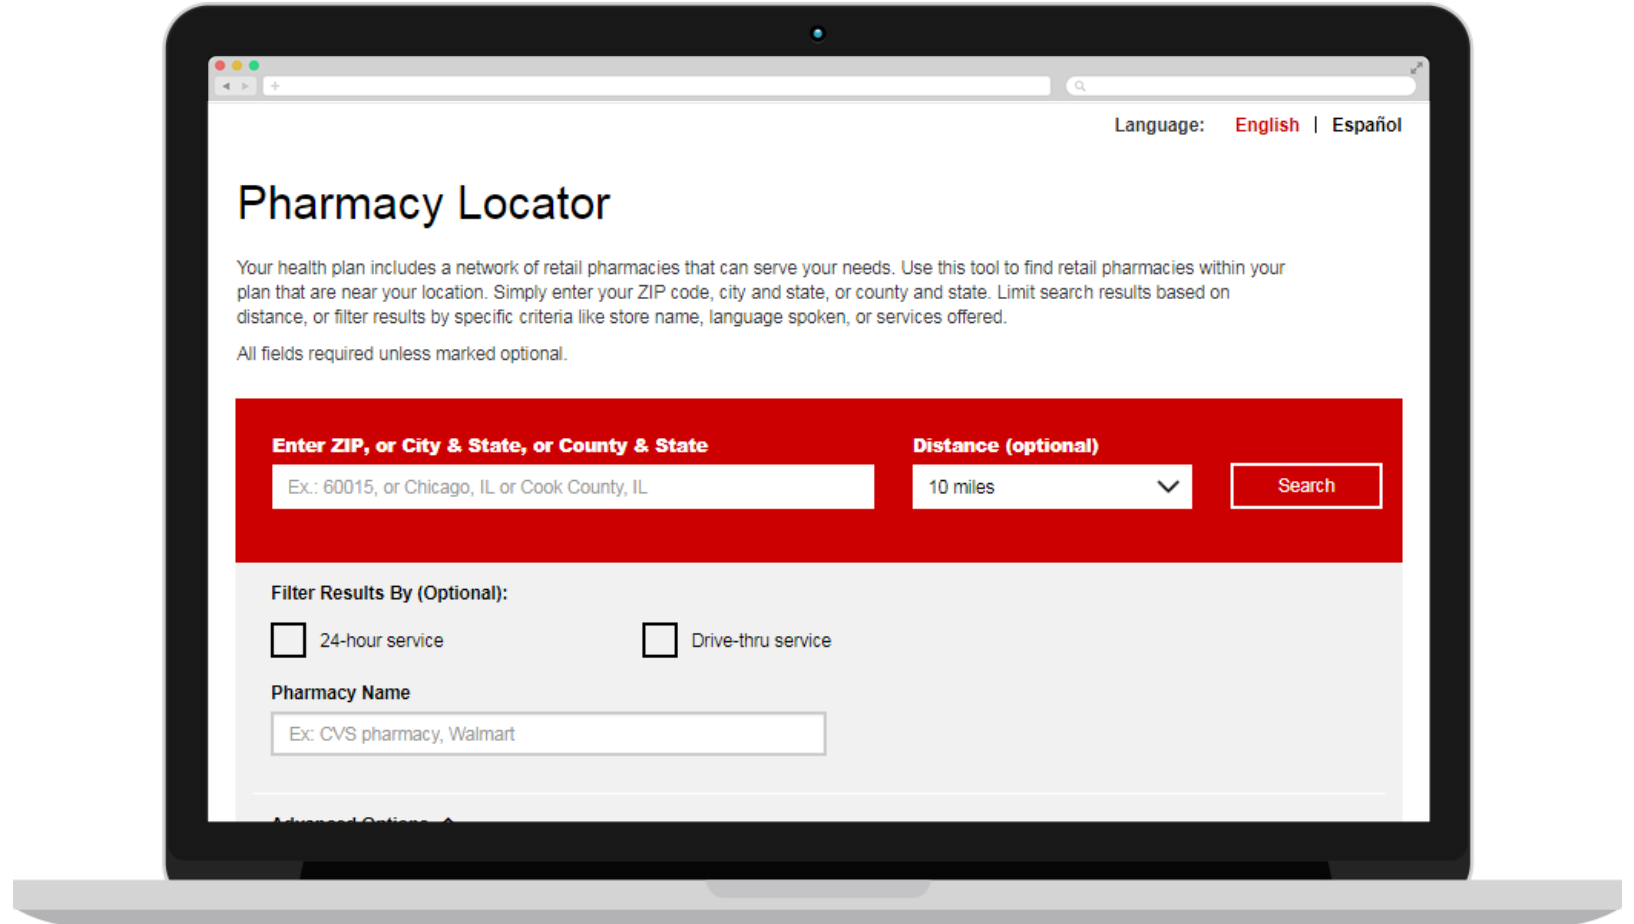 Language: English | Español
Pharmacy Locator
Your health plan includes a network of retail pharmacies that can serve your needs. Use this tool to find retail pharmacies within your
plan that are near your location. Simply enter your ZIP code, city and state, or county and state. Limit search results based on
distance, or filter results by specific criteria like store name, language spoken, or services offered.
All fields required unless marked optional.
Enter ZIP, or City & State, or County & State
Distance (optional)
Ex.: 60015, or Chicago, IL or Cook County, IL
10 miles
Search
Filter Results By (Optional):
24-hour service
Drive-thru service
Pharmacy Name
Ex: CVS pharmacy, Walmart
Advanced Options